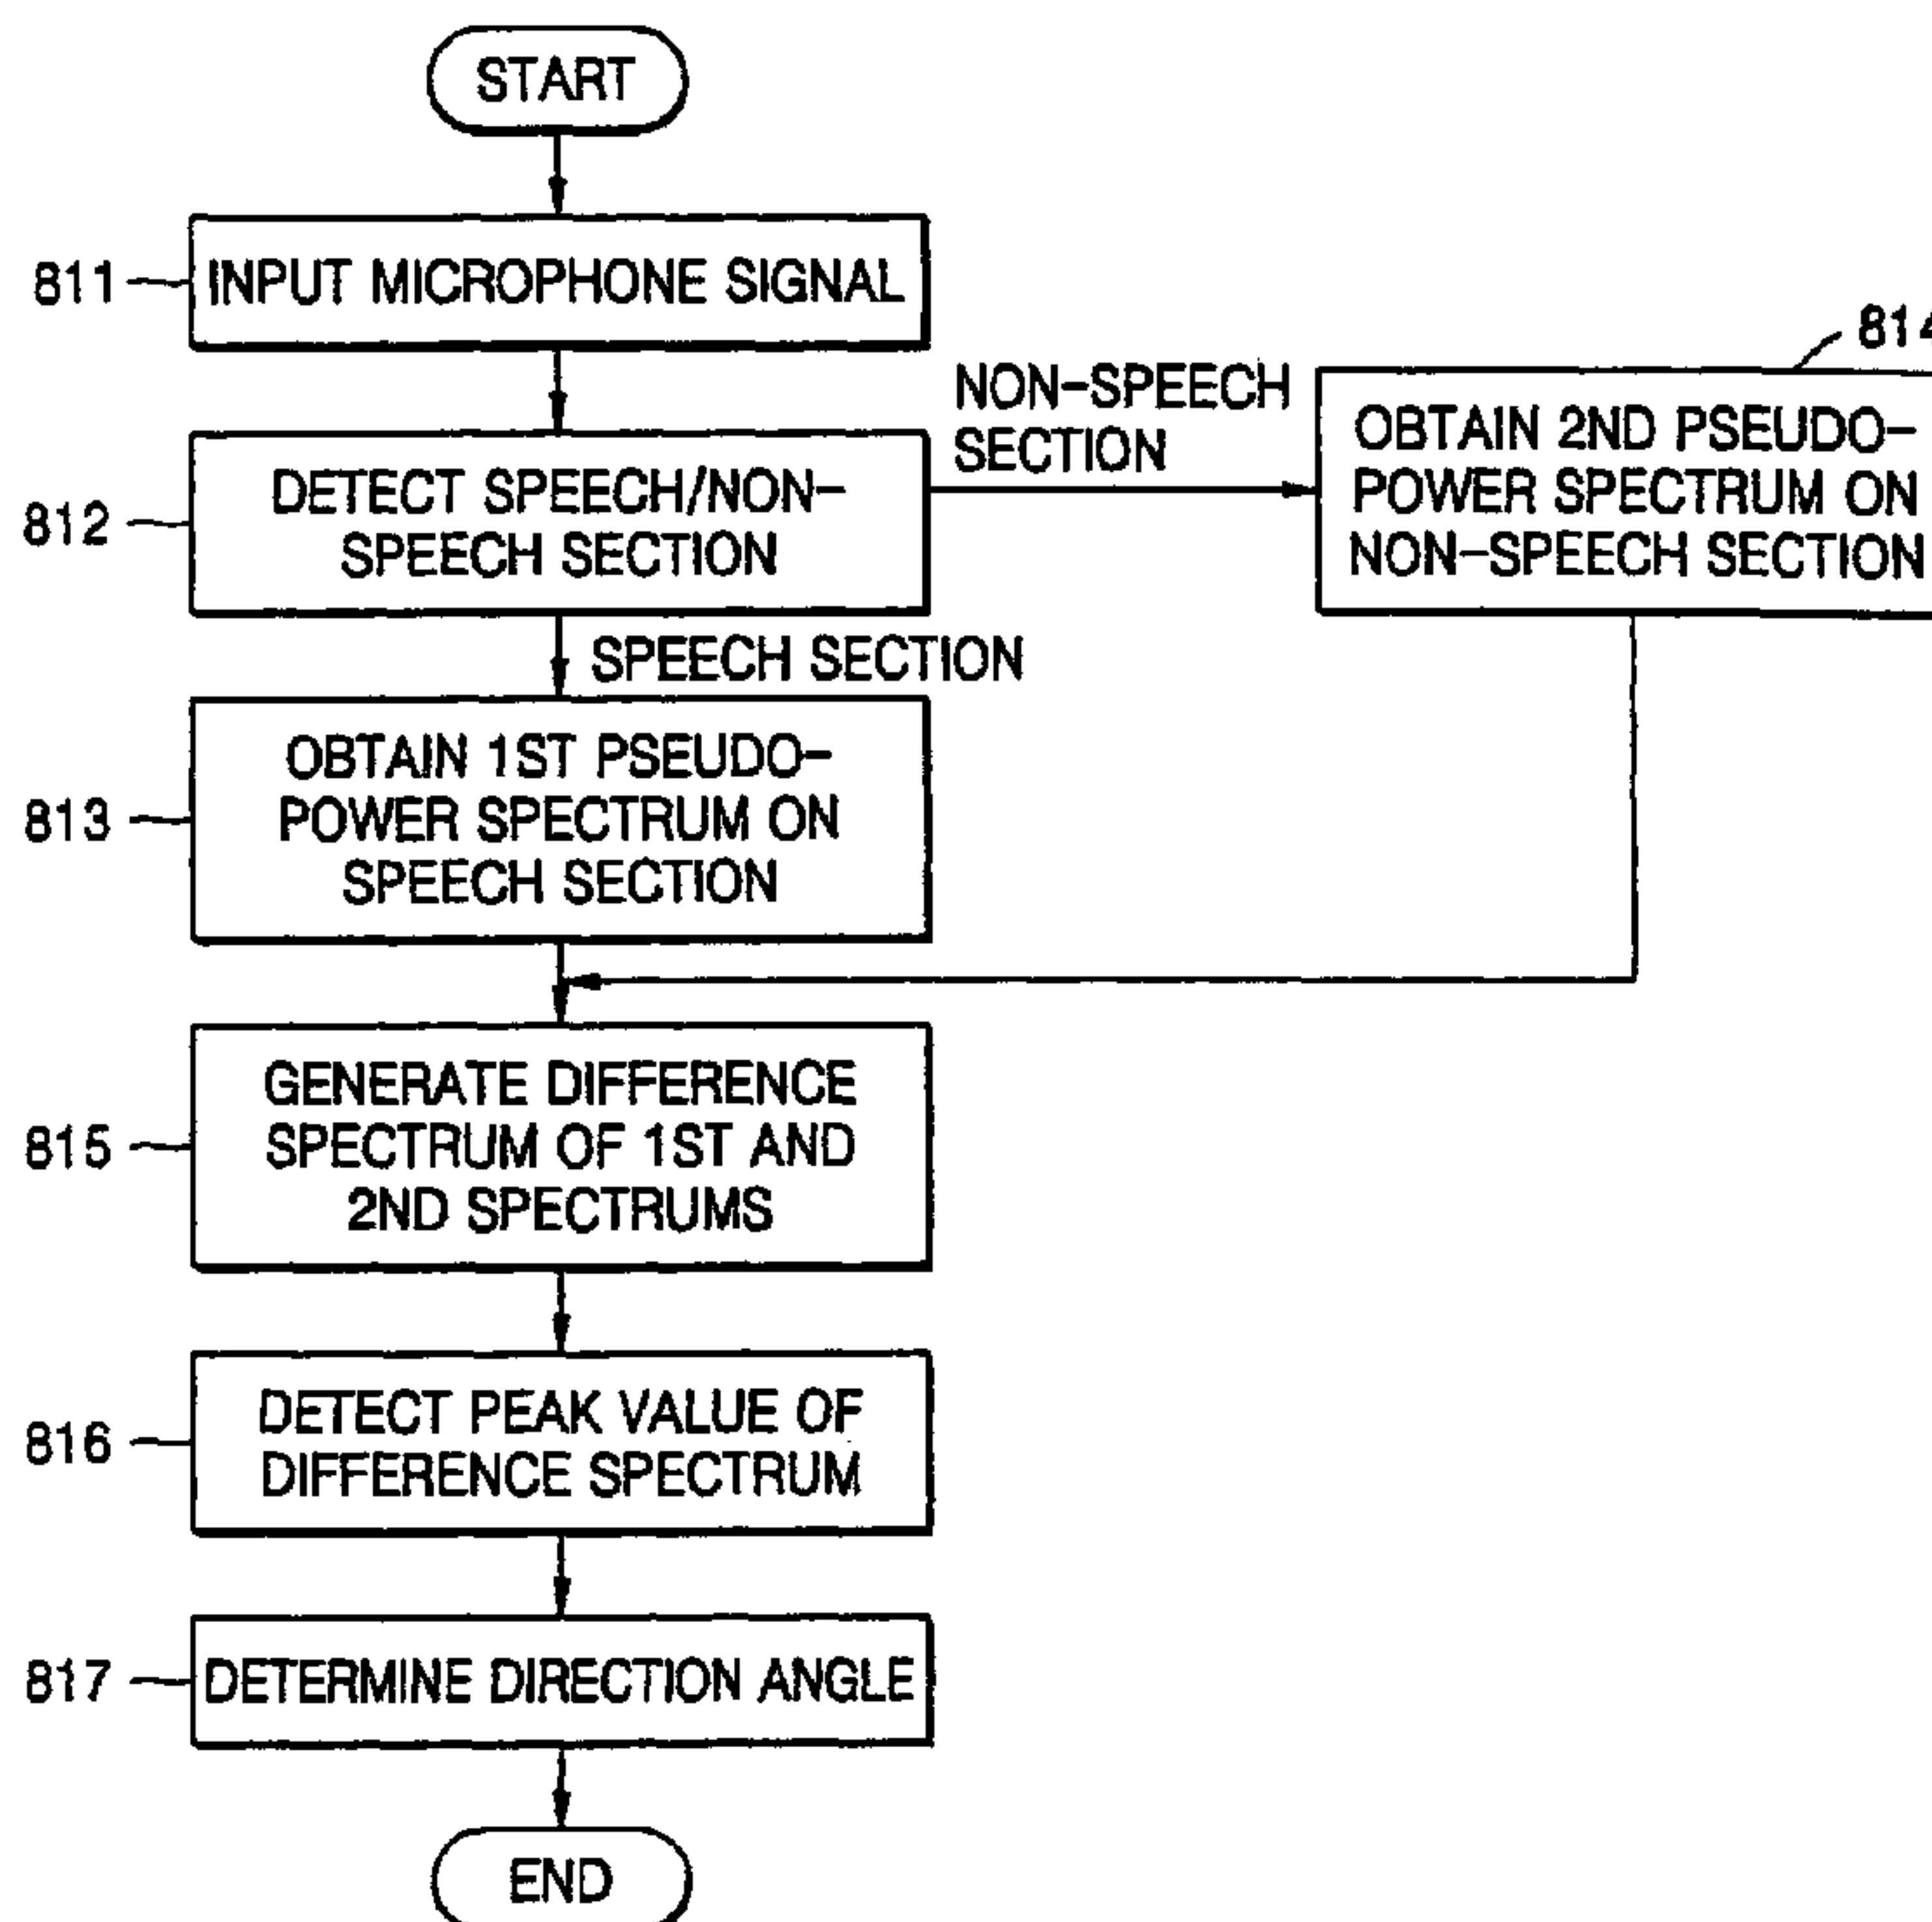 START
811
INPUT MICROPHONE SIGNAL
814
NON-SPEECH
SECTION
OBTAIN 2ND PSEUDO-
POWER SPECTRUM ON
NON-SPEECH SECTION
812
DETECT SPEECH/NON-
SPEECH SECTION
SPEECH SECTION
813
OBTAIN 1ST PSEUDO-
POWER SPECTRUM ON
SPEECH SECTION
815
GENERATE DIFFERENCE
SPECTRUM OF 1ST AND
2ND SPECTRUMS
816
DETECT PEAK VALUE OF
DIFFERENCE SPECTRUM
817
DETERMINE DIRECTION ANGLE
END